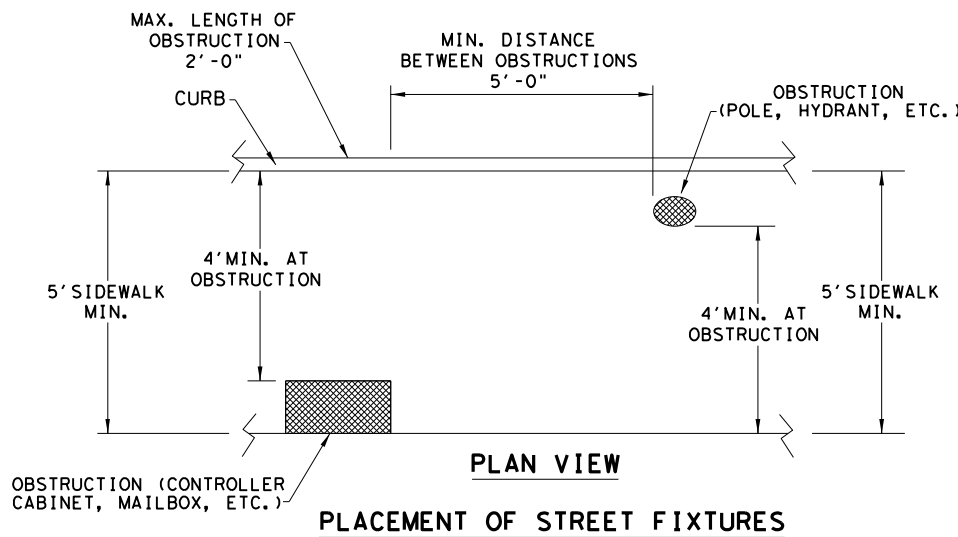 MAX. LENGTH OF
OBSTRUCTION
2'-0"
MIN. DISTANCE
BETWEEN OBSTRUCTIONS
5'-0"
CURB
OBSTRUCTION
(POLE, HYDRANT, ETC.)
4'MIN. AT
OBSTRUCTION
5'SIDEWALK
MIN.
4'MIN. AT
OBSTRUCTION
5'SIDEWALK
MIN.
OBSTRUCTION (CONTROLLER
CABINET, MAILBOX, ETC.)
PLAN VIEW
PLACEMENT OF STREET FIXTURES